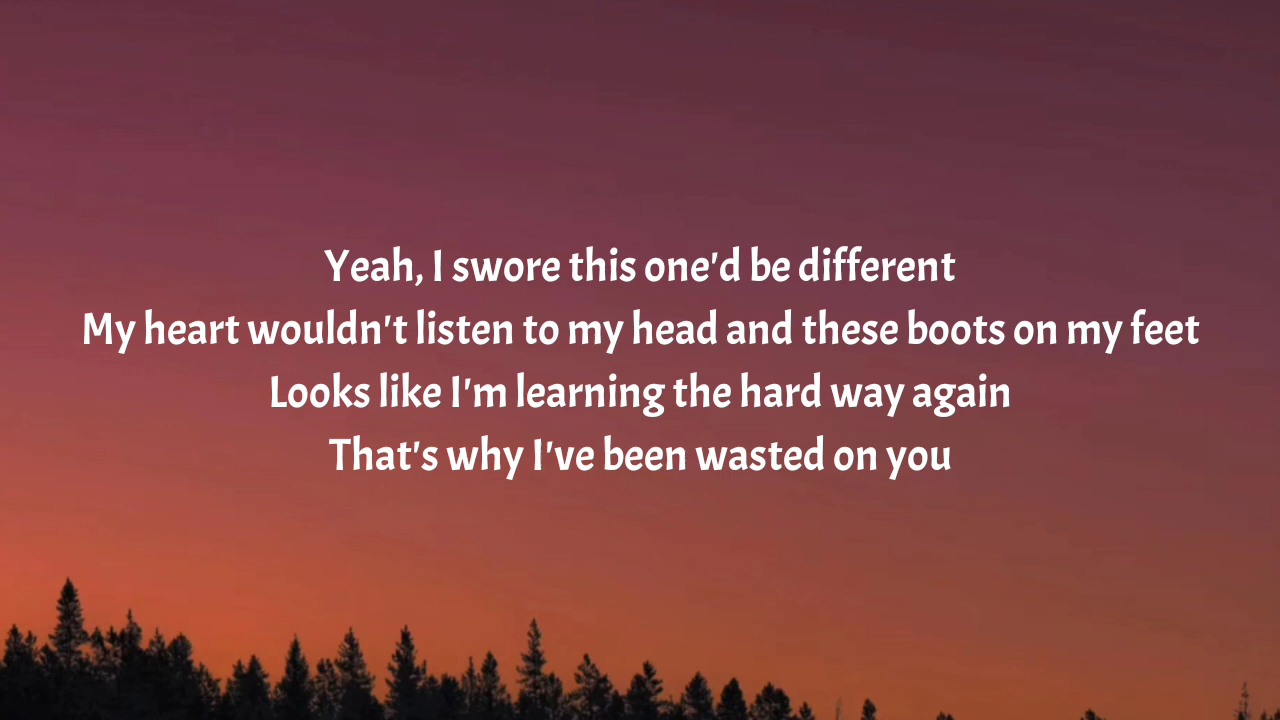 Yeah, I swore this one'd be different
My heart wouldn't listen to my head and these boots on my feet
Looks like I'm learning the hard way again
That's why I've been wasted on you